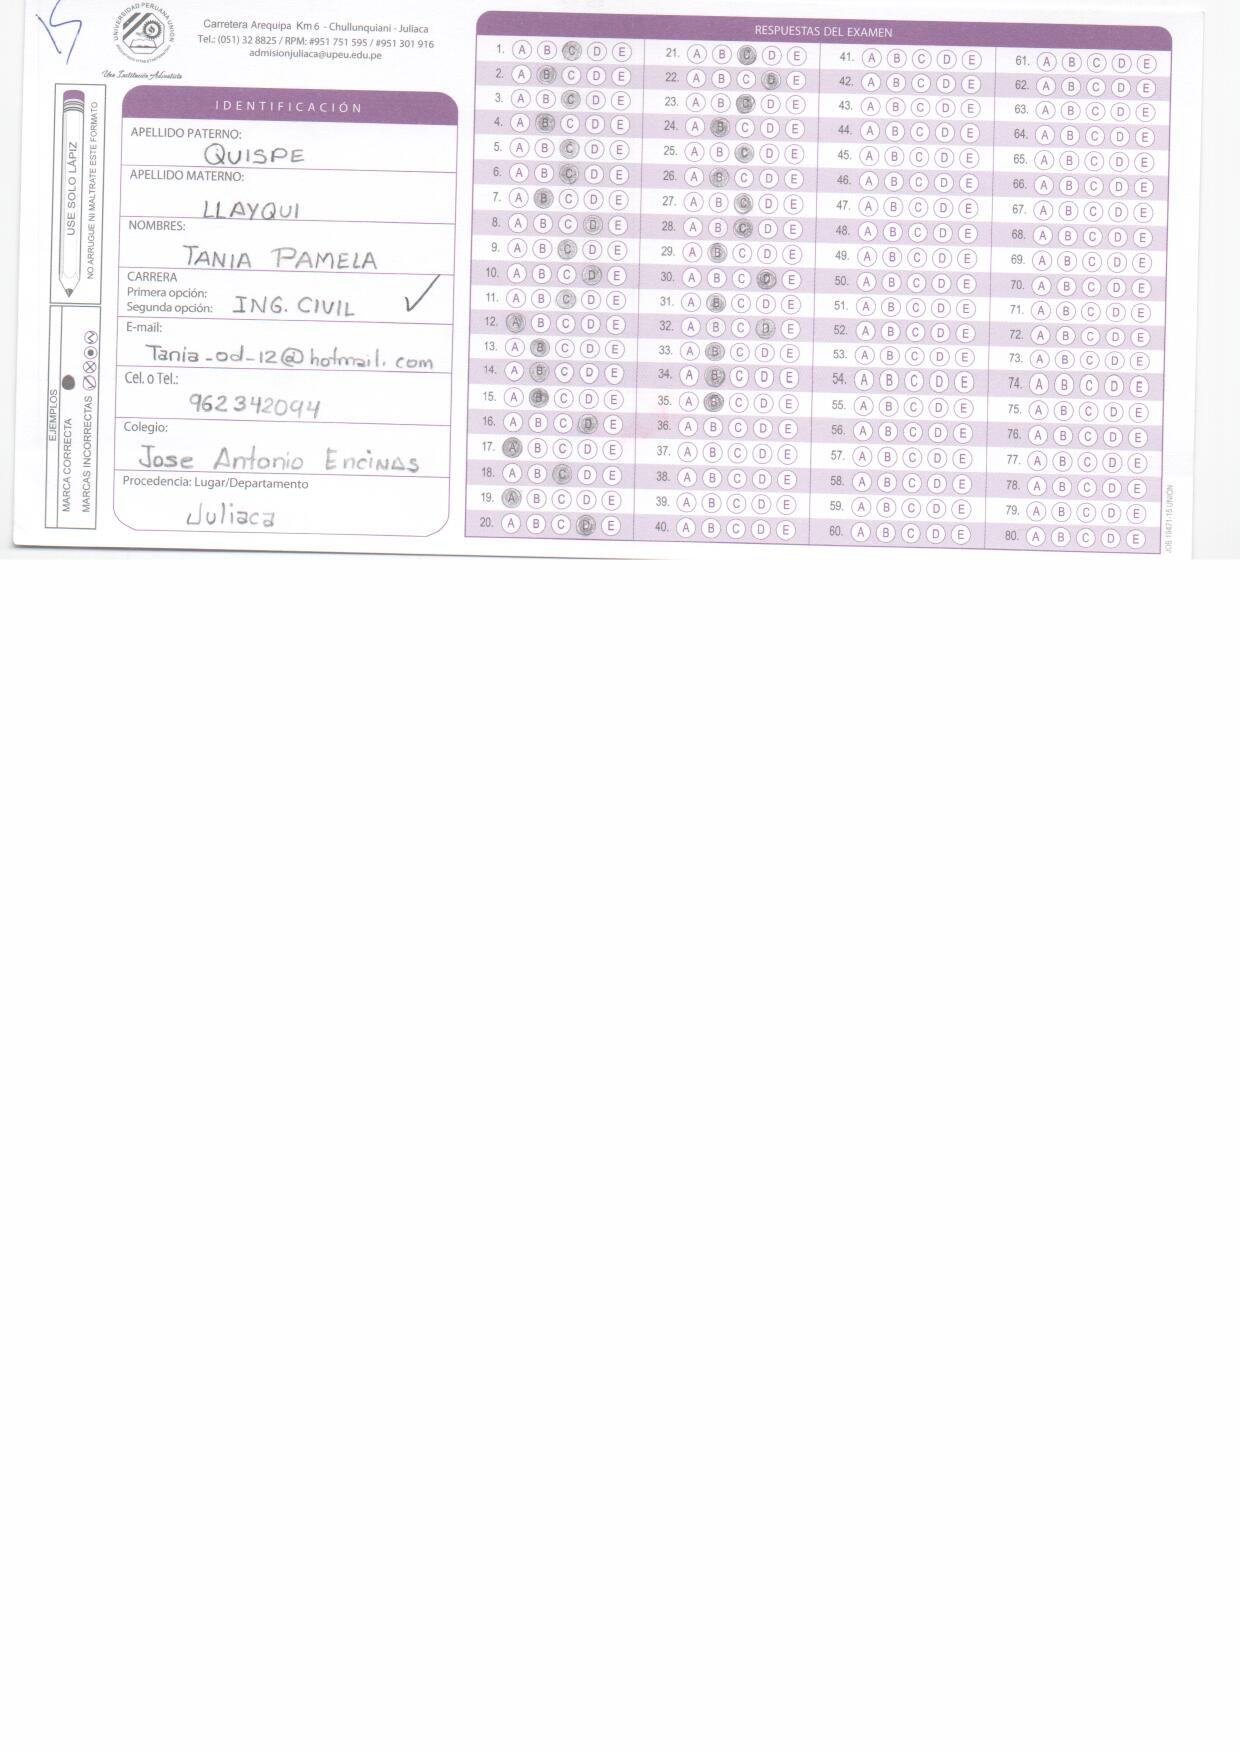 15
UNIVERSIDAD PERUANA UNION
Una Institución Adventista
Carretera Arequipa Km 6 - Chullunquiani - Juliaca
Tel.: (051) 32 8825 / RPM: #951 751 595 / #951 301 916
admisionjuliaca@upeu.edu.pe
USE SOLO LÁPIZ
NO ARRUGUE NI MALTRATE ESTE FORMATO
EJEMPLOS
MARCA CORRECTA
MARCAS INCORRECTAS
IDENTIFICACIÓN
APELLIDO PATERNO:
QUISPE
APELLIDO MATERNO:
LLAYQUI
NOMBRES:
TANIA PAMELA
CARRERA
Primera opción:
Segunda opción: ING. CIVIL
E-mail:
Tania-od-12@hotmail.com
Cel. o Tel.:
962342094
Colegio:
Jose Antonio EnciNAS
Procedencia: Lugar/Departamento
Juliaca
RESPUESTAS DEL EXAMEN
1. A B C D E
2. A B C D E
3. A B C D E
4. A B C D E
5. A B C D E
6. A B C D E
7. A B C D E
8. A B C D E
9. A B C D E
10. A B C D E
11. A B C D E
12. A B C D E
13. A B C D E
14. A B C D E
15. A B C D E
16. A B C D E
17. A B C D E
18. A B C D E
19. A B C D E
20. A B C D E
21. A B C D E
22. A B C D E
23. A B C D E
24. A B C D E
25. A B C D E
26. A B C D E
27. A B C D E
28. A B C D E
29. A B C D E
30. A B C D E
31. A B C D E
32. A B C D E
33. A B C D E
34. A B C D E
35. A B C D E
36. A B C D E
37. A B C D E
38. A B C D E
39. A B C D E
40. A B C D E
41. A B C D E
42. A B C D E
43. A B C D E
44. A B C D E
45. A B C D E
46. A B C D E
47. A B C D E
48. A B C D E
49. A B C D E
50. A B C D E
51. A B C D E
52. A B C D E
53. A B C D E
54. A B C D E
55. A B C D E
56. A B C D E
57. A B C D E
58. A B C D E
59. A B C D E
60. A B C D E
61. A B C D E
62. A B C D E
63. A B C D E
64. A B C D E
65. A B C D E
66. A B C D E
67. A B C D E
68. A B C D E
69. A B C D E
70. A B C D E
71. A B C D E
72. A B C D E
73. A B C D E
74. A B C D E
75. A B C D E
76. A B C D E
77. A B C D E
78. A B C D E
79. A B C D E
80. A B C D E
JOB 19471-15 UNIÓN